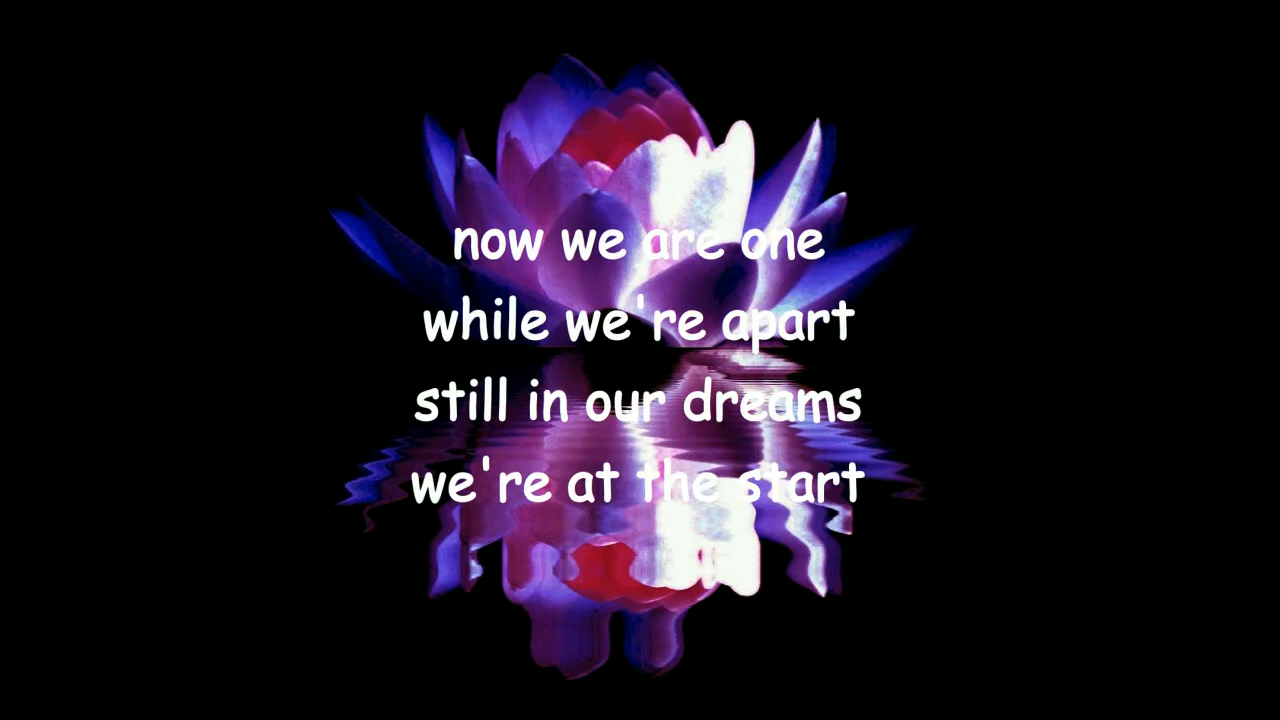 now we are one
while we're apart
still in our dreams
we're at the start